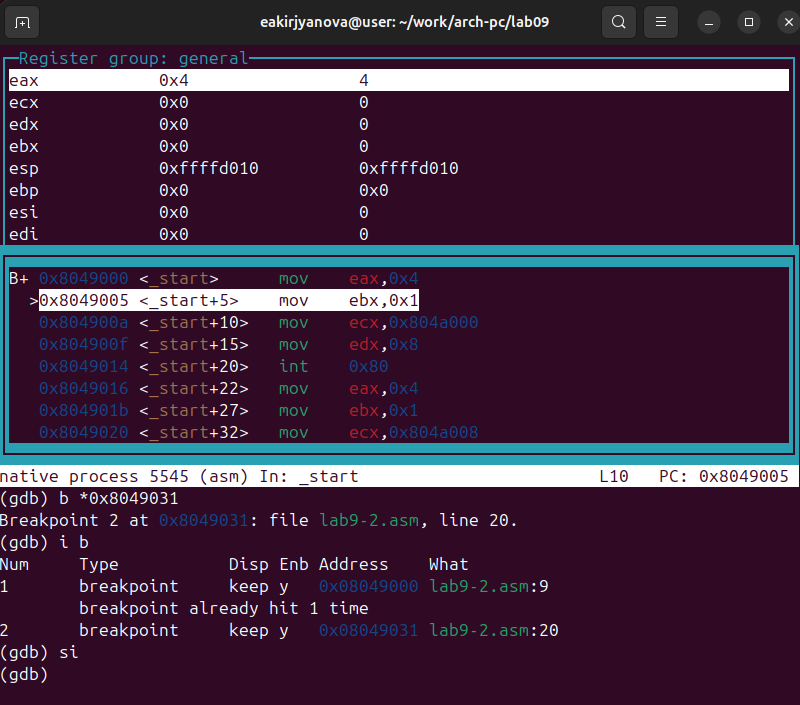 eakirjyanova@user: ~/work/arch-pc/lab09
Register group: general
eax 0x4 4
ecx 0x0 0
edx 0x0 0
ebx 0x0 0
esp 0xffffd010 0xffffd010
ebp 0x0 0x0
esi 0x0 0
edi 0x0 0
B+ 0x8049000 <_start> mov eax,0x4
>0x8049005 <_start+5> mov ebx,0x1
0x804900a <_start+10> mov ecx,0x804a000
0x804900f <_start+15> mov edx,0x8
0x8049014 <_start+20> int 0x80
0x8049016 <_start+22> mov eax,0x4
0x804901b <_start+27> mov ebx,0x1
0x8049020 <_start+32> mov ecx,0x804a008
native process 5545 (asm) In: _start L10 PC: 0x8049005
(gdb) b *0x8049031
Breakpoint 2 at 0x8049031: file lab9-2.asm, line 20.
(gdb) i b
Num Type Disp Enb Address What
1 breakpoint keep y 0x08049000 lab9-2.asm:9
breakpoint already hit 1 time
2 breakpoint keep y 0x08049031 lab9-2.asm:20
(gdb) si
(gdb)